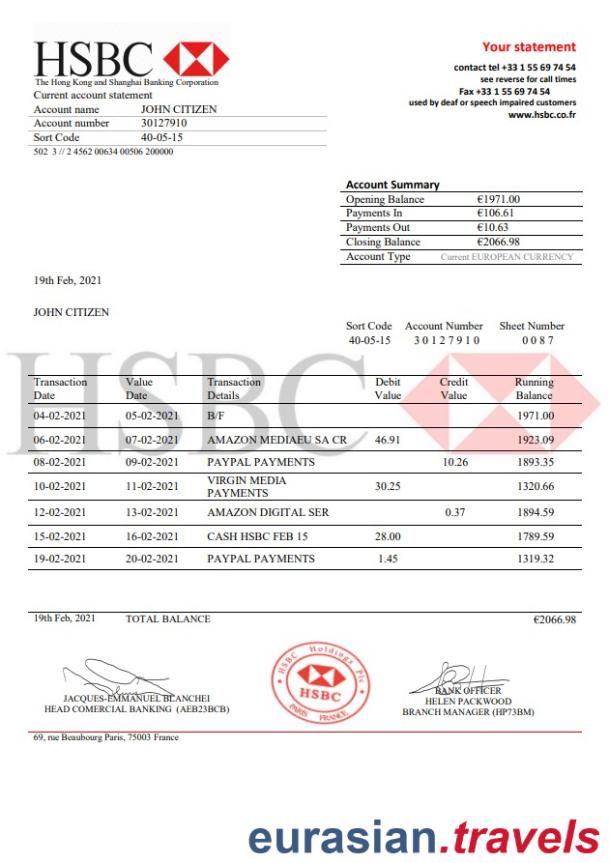 HSBC
The Hong Kong and Shanghai Banking Corporation
Current account statement
Account name JOHN CITIZEN
Account number 30127910
Sort Code 40-05-15
502 3 // 2 4562 00634 00506 200000
Your statement
contact tel +33 1 55 69 74 54
see reverse for call times
Fax +33 1 55 69 74 54
used by deaf or speech impaired customers
www.hsbc.co.fr
Account Summary
Opening Balance €1971.00
Payments In €106.61
Payments Out €10.63
Closing Balance €2066.98
Account Type Current EUROPEAN CURRENCY
19th Feb, 2021
JOHN CITIZEN
Sort Code Account Number Sheet Number
40-05-15 3 0 1 2 7 9 1 0 0 0 8 7
HSBC
Transaction Value Transaction Debit Credit Running
Date Date Details Value Value Balance
04-02-2021 05-02-2021 B/F 1971.00
06-02-2021 07-02-2021 AMAZON MEDIAEU SA CR 46.91 1923.09
08-02-2021 09-02-2021 PAYPAL PAYMENTS 10.26 1893.35
10-02-2021 11-02-2021 VIRGIN MEDIA PAYMENTS 30.25 1320.66
12-02-2021 13-02-2021 AMAZON DIGITAL SER 0.37 1894.59
15-02-2021 16-02-2021 CASH HSBC FEB 15 28.00 1789.59
19-02-2021 20-02-2021 PAYPAL PAYMENTS 1.45 1319.32
19th Feb, 2021 TOTAL BALANCE €2066.98
JACQUES-EMMANUEL BLANCHEI
HEAD COMERCIAL BANKING (AEB23BCB)
HSBC Holdings Plc
HSBC
PARIS FRANCE
BANK OFFICER
HELEN PACKWOOD
BRANCH MANAGER (HP73BM)
69, rue Beaubourg Paris, 75003 France
eurasian.travels